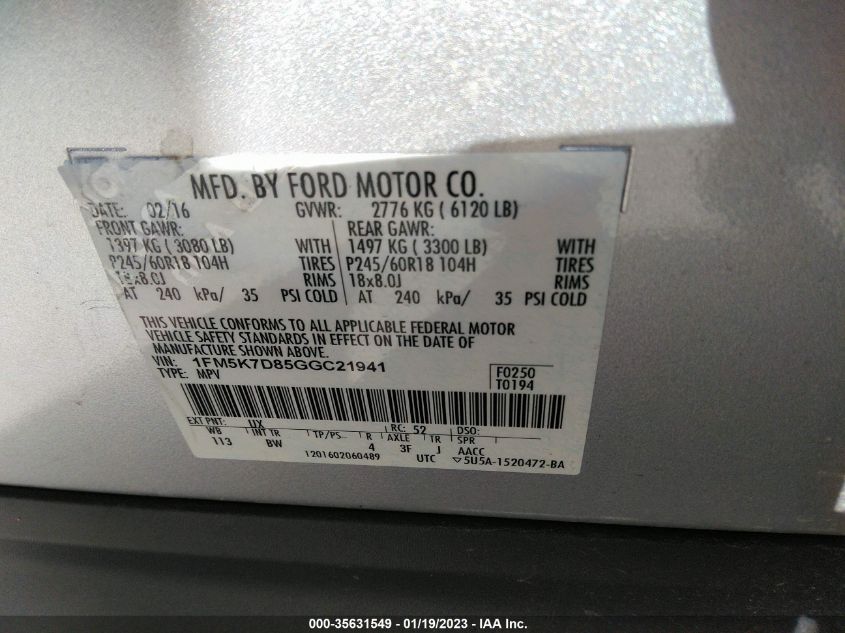 MFD. BY FORD MOTOR CO.
DATE: 02/16 GVWR: 2776 KG ( 6120 LB)
FRONT GAWR: REAR GAWR:
1397 KG ( 3080 LB) WITH 1497 KG ( 3300 LB) WITH
P245/60R18 104H TIRES P245/60R18 104H TIRES
18x8.0J RIMS 18x8.0J RIMS
AT 240 kPa/ 35 PSI COLD AT 240 kPa/ 35 PSI COLD
THIS VEHICLE CONFORMS TO ALL APPLICABLE FEDERAL MOTOR
VEHICLE SAFETY STANDARDS IN EFFECT ON THE DATE OF
MANUFACTURE SHOWN ABOVE.
VIN: 1FM5K7D85GGC21941 F0250
TYPE: MPV T0194
EXT PNT: UX RC: 52 DSO:
WB INT TR TP/PS R AXLE TR SPR
113 BW 4 3F J AACC
1201602060489 UTC ▽5U5A-1520472-BA
000-35631549 - 01/19/2023 - IAA Inc.